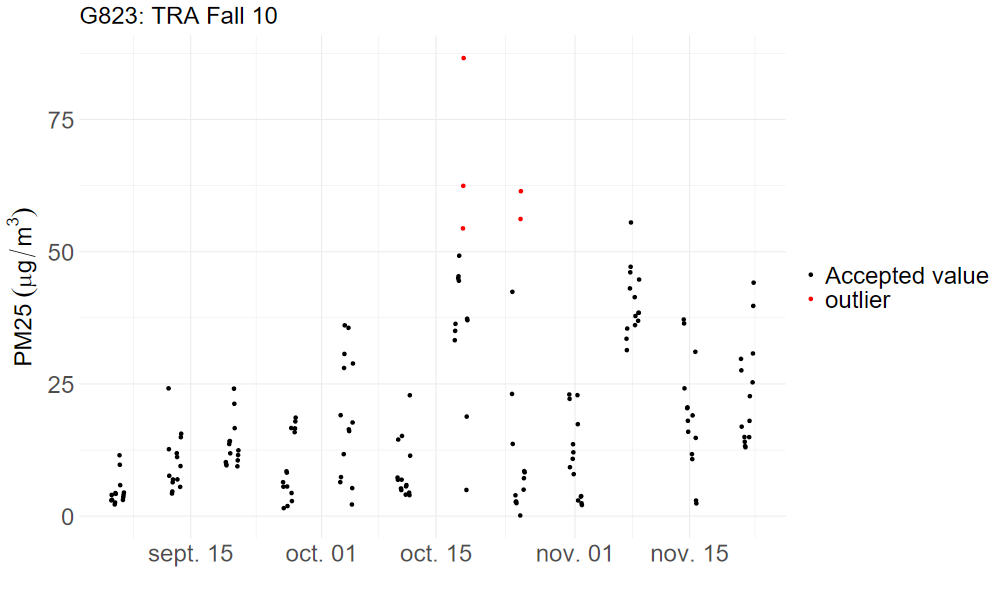 G823: TRA Fall 10
PM25 (μg/m³)
75
50
25
0
sept. 15 oct. 01 oct. 15 nov. 01 nov. 15
Accepted value
outlier